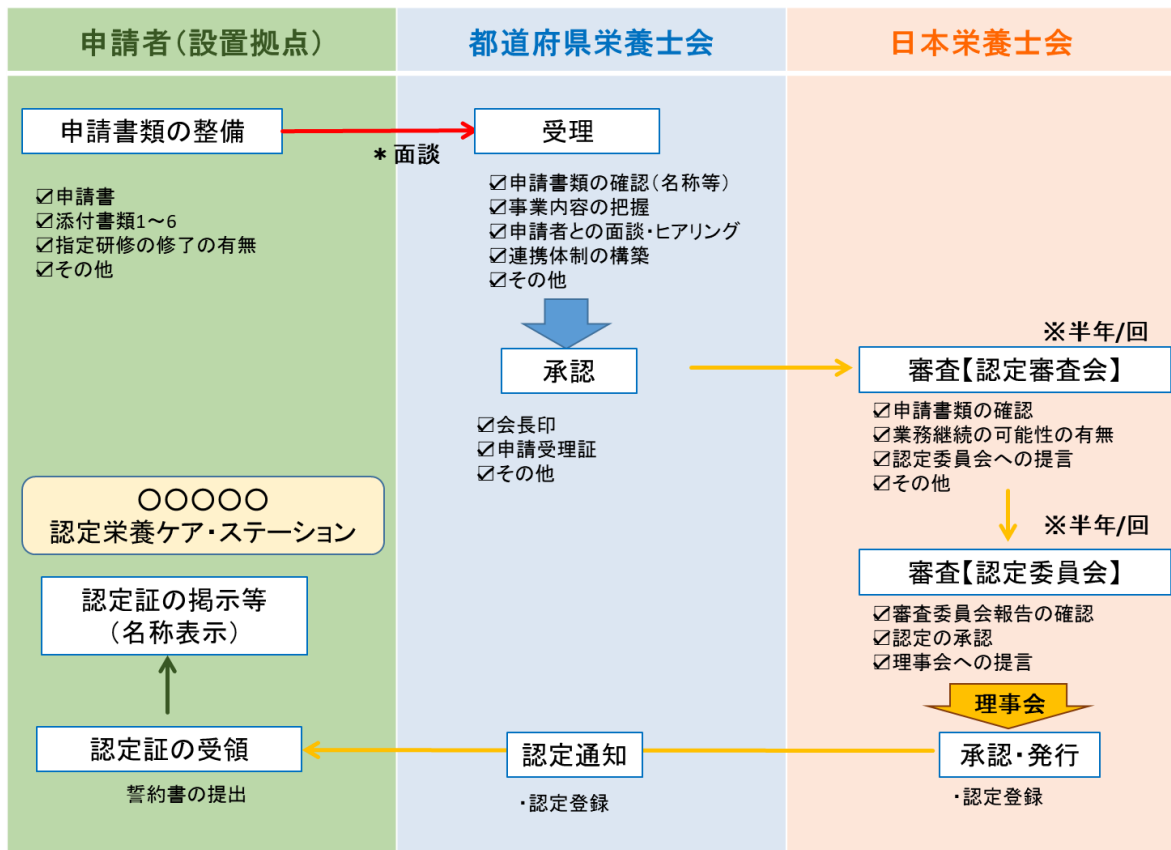 申請者(設置拠点)
都道府県栄養士会
日本栄養士会
申請書類の整備
*面談
受理
☑申請書
☑添付書類1～6
☑指定研修の修了の有無
☑その他
☑申請書類の確認(名称等)
☑事業内容の把握
☑申請者との面談・ヒアリング
☑連携体制の構築
☑その他
承認
☑会長印
☑申請受理証
☑その他
※半年/回
審査【認定審査会】
☑申請書類の確認
☑業務継続の可能性の有無
☑認定委員会への提言
☑その他
※半年/回
審査【認定委員会】
☑審査委員会報告の確認
☑認定の承認
☑理事会への提言
理事会
承認・発行
・認定登録
認定通知
・認定登録
認定証の受領
誓約書の提出
認定証の掲示等
(名称表示)
〇〇〇〇〇
認定栄養ケア・ステーション